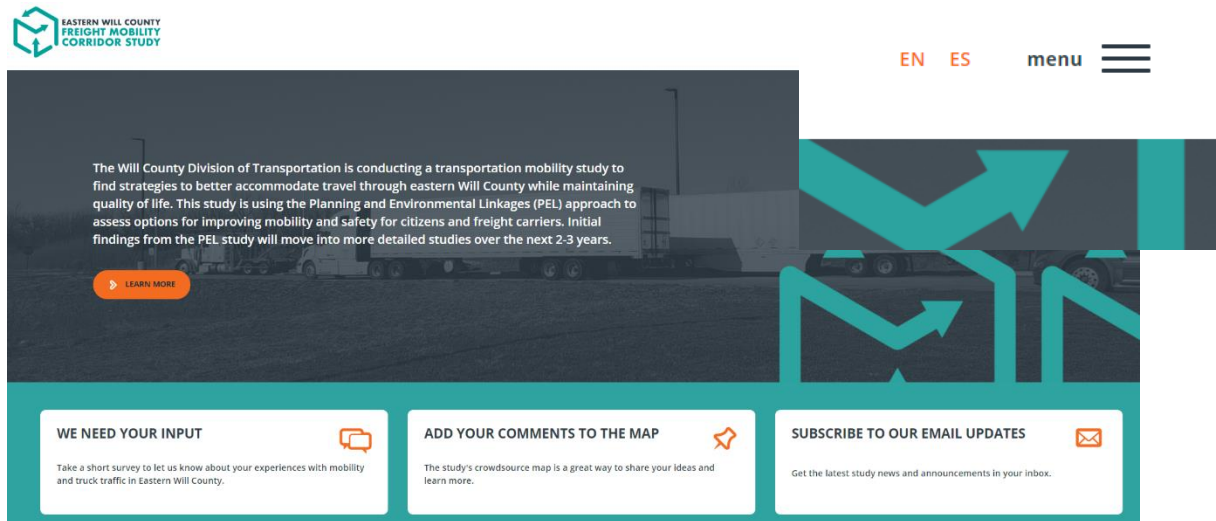 EASTERN WILL COUNTY
FREIGHT MOBILITY
CORRIDOR STUDY
EN ES menu
The Will County Division of Transportation is conducting a transportation mobility study to
find strategies to better accommodate travel through eastern Will County while maintaining
quality of life. This study is using the Planning and Environmental Linkages (PEL) approach to
assess options for improving mobility and safety for citizens and freight carriers. Initial
findings from the PEL study will move into more detailed studies over the next 2-3 years.
LEARN MORE
WE NEED YOUR INPUT
Take a short survey to let us know about your experiences with mobility
and truck traffic in Eastern Will County.
ADD YOUR COMMENTS TO THE MAP
The study's crowdsource map is a great way to share your ideas and
learn more.
SUBSCRIBE TO OUR EMAIL UPDATES
Get the latest study news and announcements in your inbox.